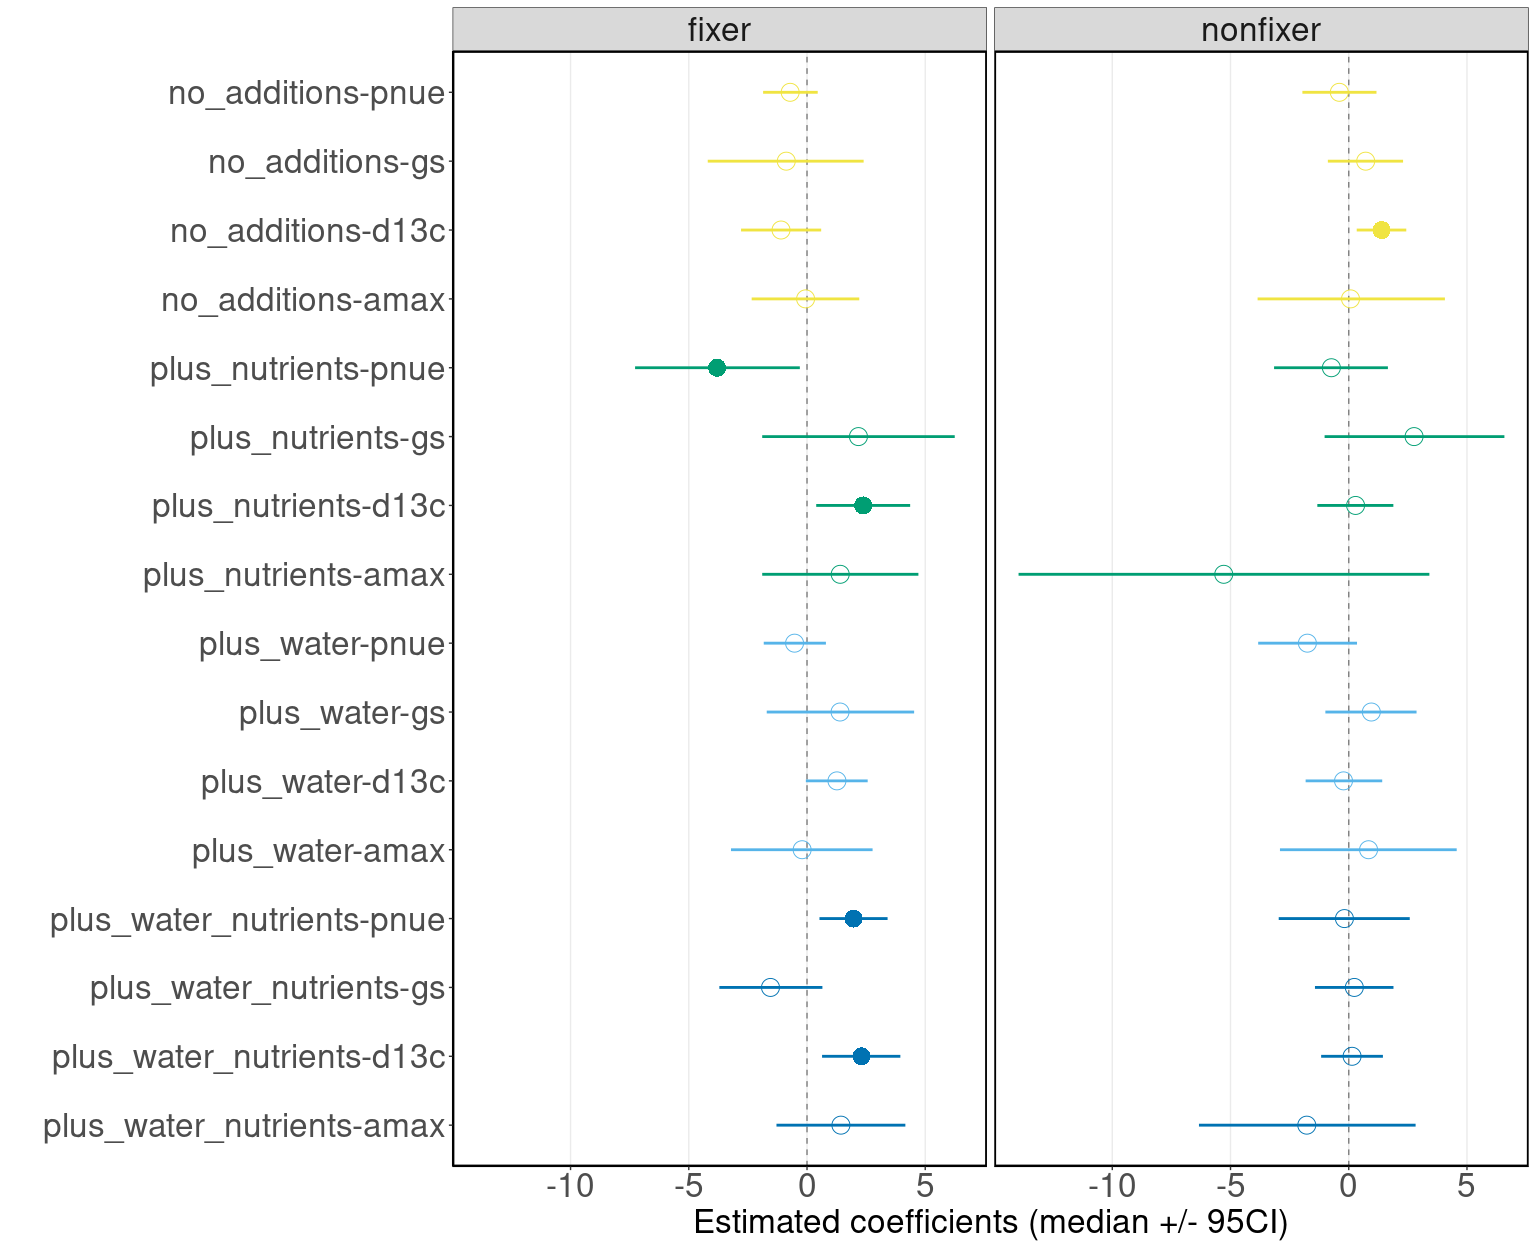 fixer nonfixer
no_additions-pnue
no_additions-gs
no_additions-d13c
no_additions-amax
plus_nutrients-pnue
plus_nutrients-gs
plus_nutrients-d13c
plus_nutrients-amax
plus_water-pnue
plus_water-gs
plus_water-d13c
plus_water-amax
plus_water_nutrients-pnue
plus_water_nutrients-gs
plus_water_nutrients-d13c
plus_water_nutrients-amax
-10 -5 0 5 -10 -5 0 5
Estimated coefficients (median +/- 95CI)